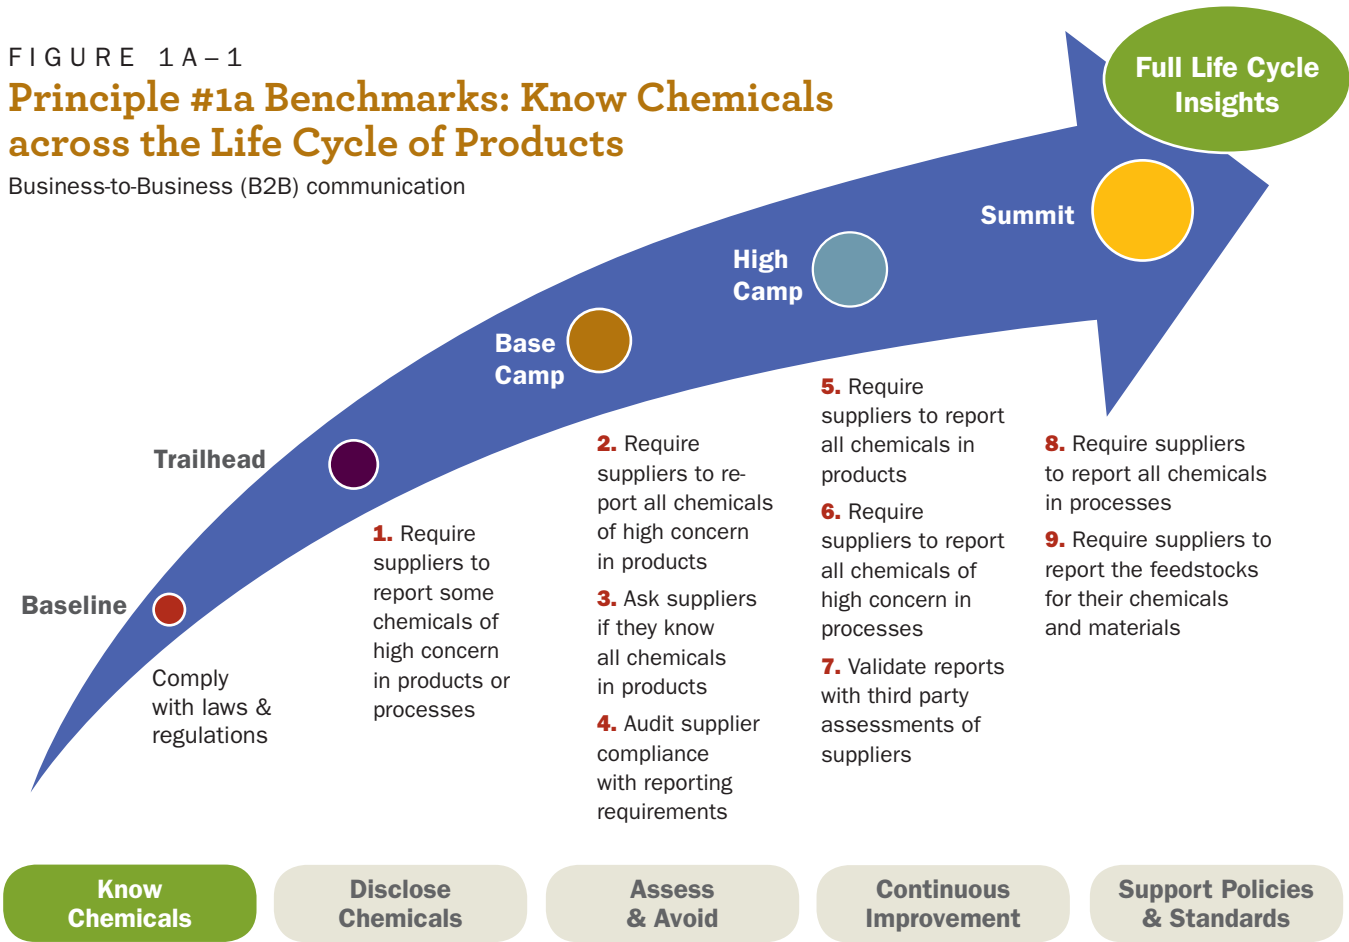 FIGURE 1A–1
Principle #1a Benchmarks: Know Chemicals
across the Life Cycle of Products
Business-to-Business (B2B) communication
Full Life Cycle
Insights
Summit
High
Camp
Base
Camp
Trailhead
Baseline
Comply
with laws &
regulations
1. Require
suppliers to
report some
chemicals of
high concern
in products or
processes
2. Require
suppliers to re-
port all chemicals
of high concern
in products
3. Ask suppliers
if they know
all chemicals
in products
4. Audit supplier
compliance
with reporting
requirements
5. Require
suppliers to report
all chemicals in
products
6. Require
suppliers to report
all chemicals of
high concern in
processes
7. Validate reports
with third party
assessments of
suppliers
8. Require suppliers
to report all chemicals
in processes
9. Require suppliers to
report the feedstocks
for their chemicals
and materials
Know
Chemicals
Disclose
Chemicals
Assess
& Avoid
Continuous
Improvement
Support Policies
& Standards